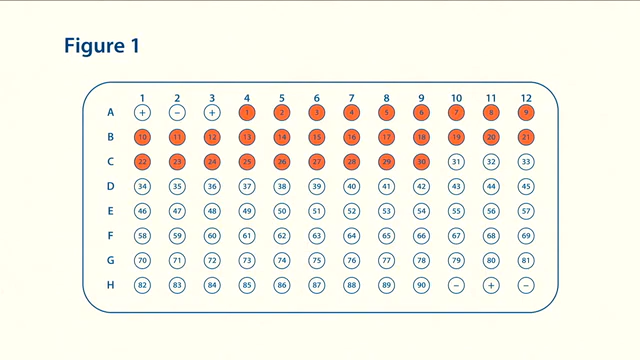 Figure 1
1 2 3 4 5 6 7 8 9 10 11 12
A + − + 1 2 3 4 5 6 7 8 9
B 10 11 12 13 14 15 16 17 18 19 20 21
C 22 23 24 25 26 27 28 29 30 31 32 33
D 34 35 36 37 38 39 40 41 42 43 44 45
E 46 47 48 49 50 51 52 53 54 55 56 57
F 58 59 60 61 62 63 64 65 66 67 68 69
G 70 71 72 73 74 75 76 77 78 79 80 81
H 82 83 84 85 86 87 88 89 90 − + −